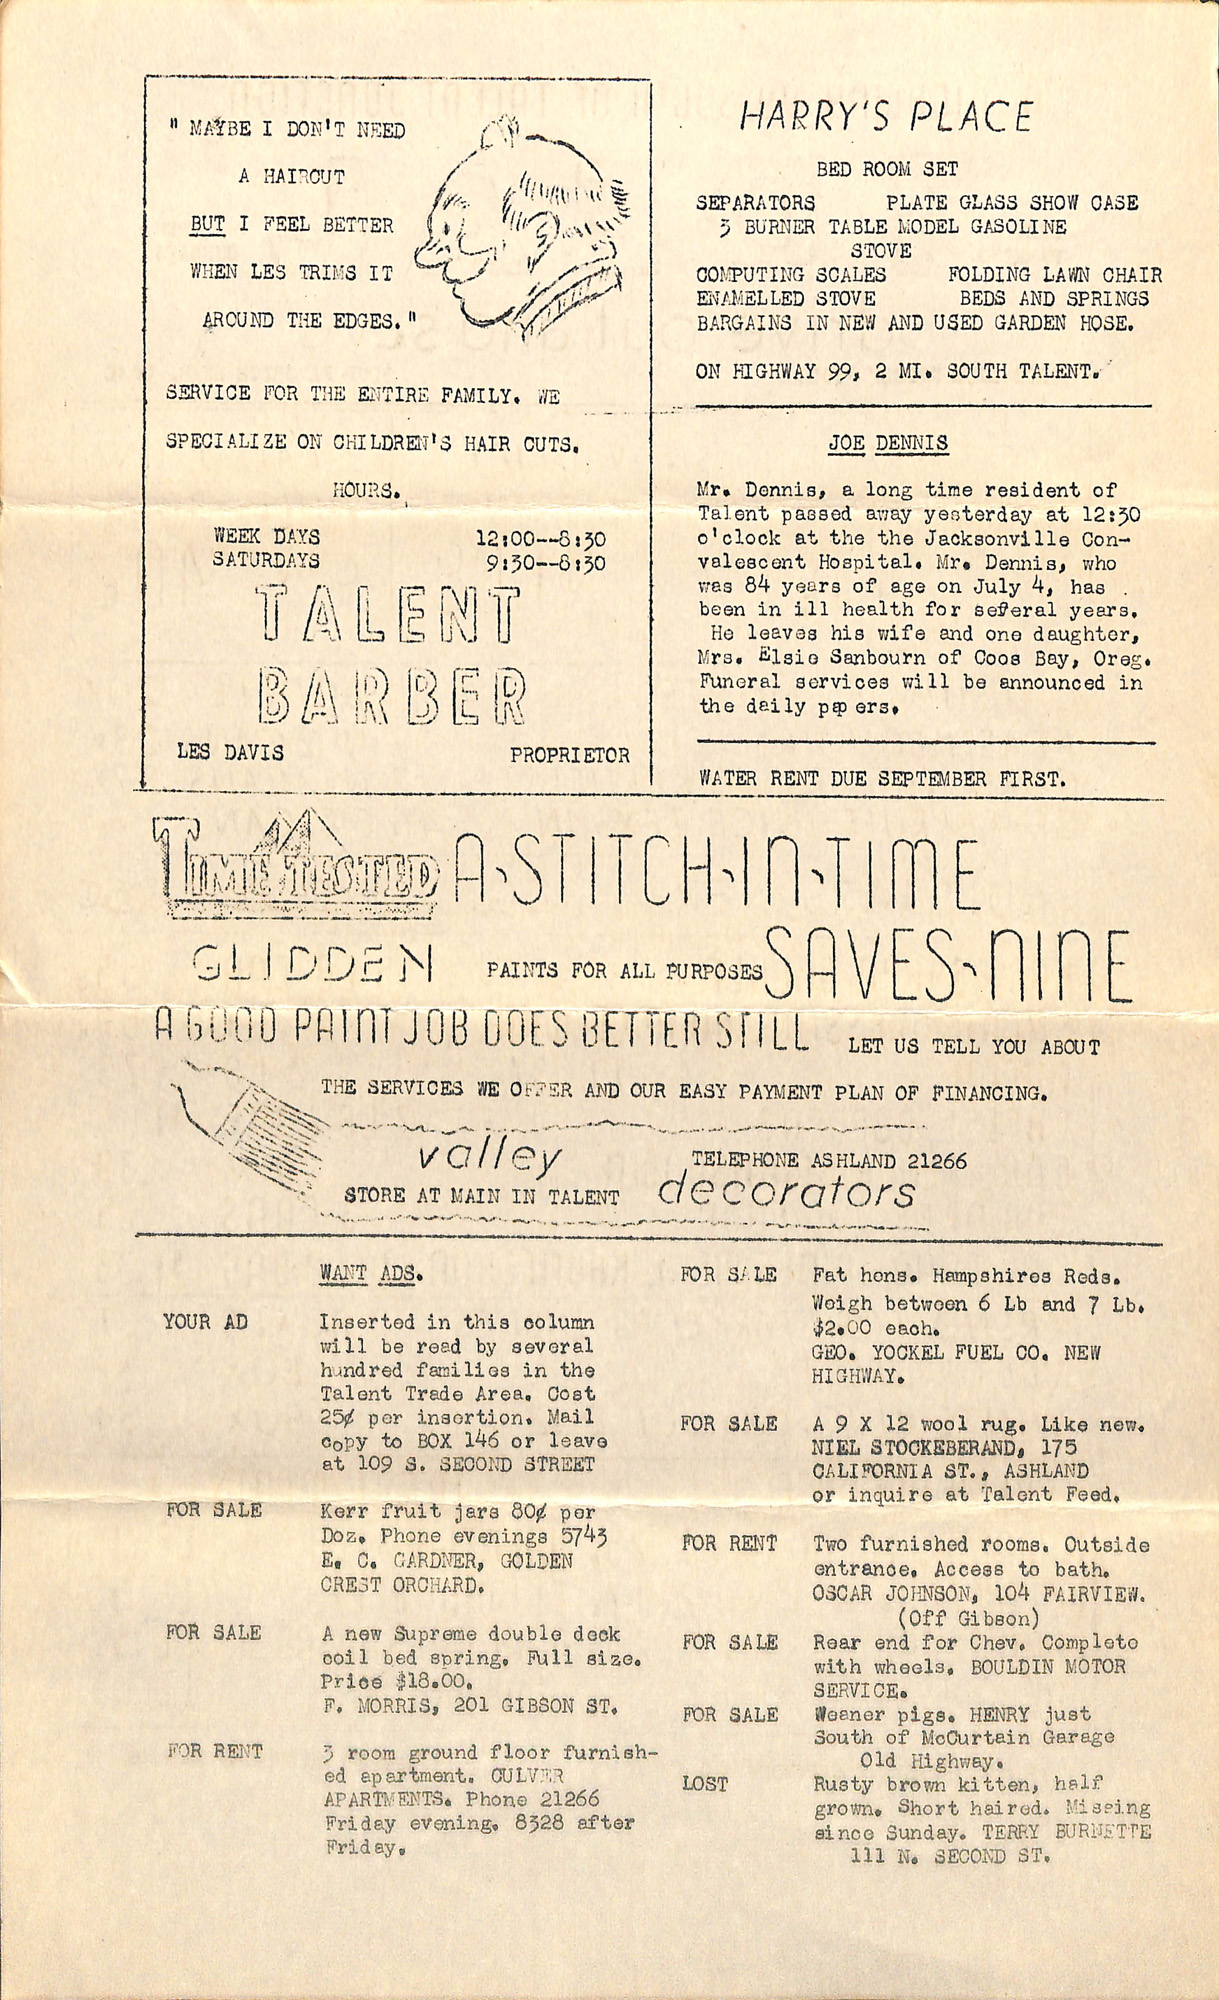 " MAYBE I DON'T NEED
A HAIRCUT
BUT I FEEL BETTER
WHEN LES TRIMS IT
AROUND THE EDGES."
SERVICE FOR THE ENTIRE FAMILY. WE
SPECIALIZE ON CHILDREN'S HAIR CUTS.
HOURS.
WEEK DAYS 12:00--8:30
SATURDAYS 9:30--8:30
TALENT
BARBER
LES DAVIS PROPRIETOR
HARRY'S PLACE
BED ROOM SET
SEPARATORS PLATE GLASS SHOW CASE
3 BURNER TABLE MODEL GASOLINE
STOVE
COMPUTING SCALES FOLDING LAWN CHAIR
ENAMELLED STOVE BEDS AND SPRINGS
BARGAINS IN NEW AND USED GARDEN HOSE.
ON HIGHWAY 99, 2 MI. SOUTH TALENT.
JOE DENNIS
Mr. Dennis, a long time resident of
Talent passed away yesterday at 12:30
o'clock at the the Jacksonville Con-
valescent Hospital. Mr. Dennis, who
was 84 years of age on July 4, has
been in ill health for several years.
He leaves his wife and one daughter,
Mrs. Elsie Sanbourn of Coos Bay, Oreg.
Funeral services will be announced in
the daily pap ers.
WATER RENT DUE SEPTEMBER FIRST.
TIME TESTED A·STITCH·IN·TIME
GLIDDEN PAINTS FOR ALL PURPOSES SAVES·NINE
A GOOD PAINT JOB DOES BETTER STILL LET US TELL YOU ABOUT
THE SERVICES WE OFFER AND OUR EASY PAYMENT PLAN OF FINANCING.
valley TELEPHONE ASHLAND 21266
STORE AT MAIN IN TALENT decorators
WANT ADS.
YOUR AD Inserted in this column
will be read by several
hundred families in the
Talent Trade Area. Cost
25¢ per insertion. Mail
copy to BOX 146 or leave
at 109 S. SECOND STREET
FOR SALE Kerr fruit jars 80¢ per
Doz. Phone evenings 5743
E. C. GARDNER, GOLDEN
CREST ORCHARD.
FOR SALE A new Supreme double deck
coil bed spring. Full size.
Price $18.00.
F. MORRIS, 201 GIBSON ST.
FOR RENT 3 room ground floor furnish-
ed apartment. CULVER
APARTMENTS. Phone 21266
Friday evening. 8328 after
Friday.
FOR SALE Fat hens. Hampshires Reds.
Weigh between 6 Lb and 7 Lb.
$2.00 each.
GEO. YOCKEL FUEL CO. NEW
HIGHWAY.
FOR SALE A 9 X 12 wool rug. Like new.
NIEL STOCKEBERAND, 175
CALIFORNIA ST., ASHLAND
or inquire at Talent Feed.
FOR RENT Two furnished rooms. Outside
entrance. Access to bath.
OSCAR JOHNSON, 104 FAIRVIEW.
(Off Gibson)
FOR SALE Rear end for Chev. Complete
with wheels. BOULDIN MOTOR
SERVICE.
FOR SALE Weaner pigs. HENRY just
South of McCurtain Garage
Old Highway.
LOST Rusty brown kitten, half
grown. Short haired. Missing
since Sunday. TERRY BURNETTE
111 N. SECOND ST.